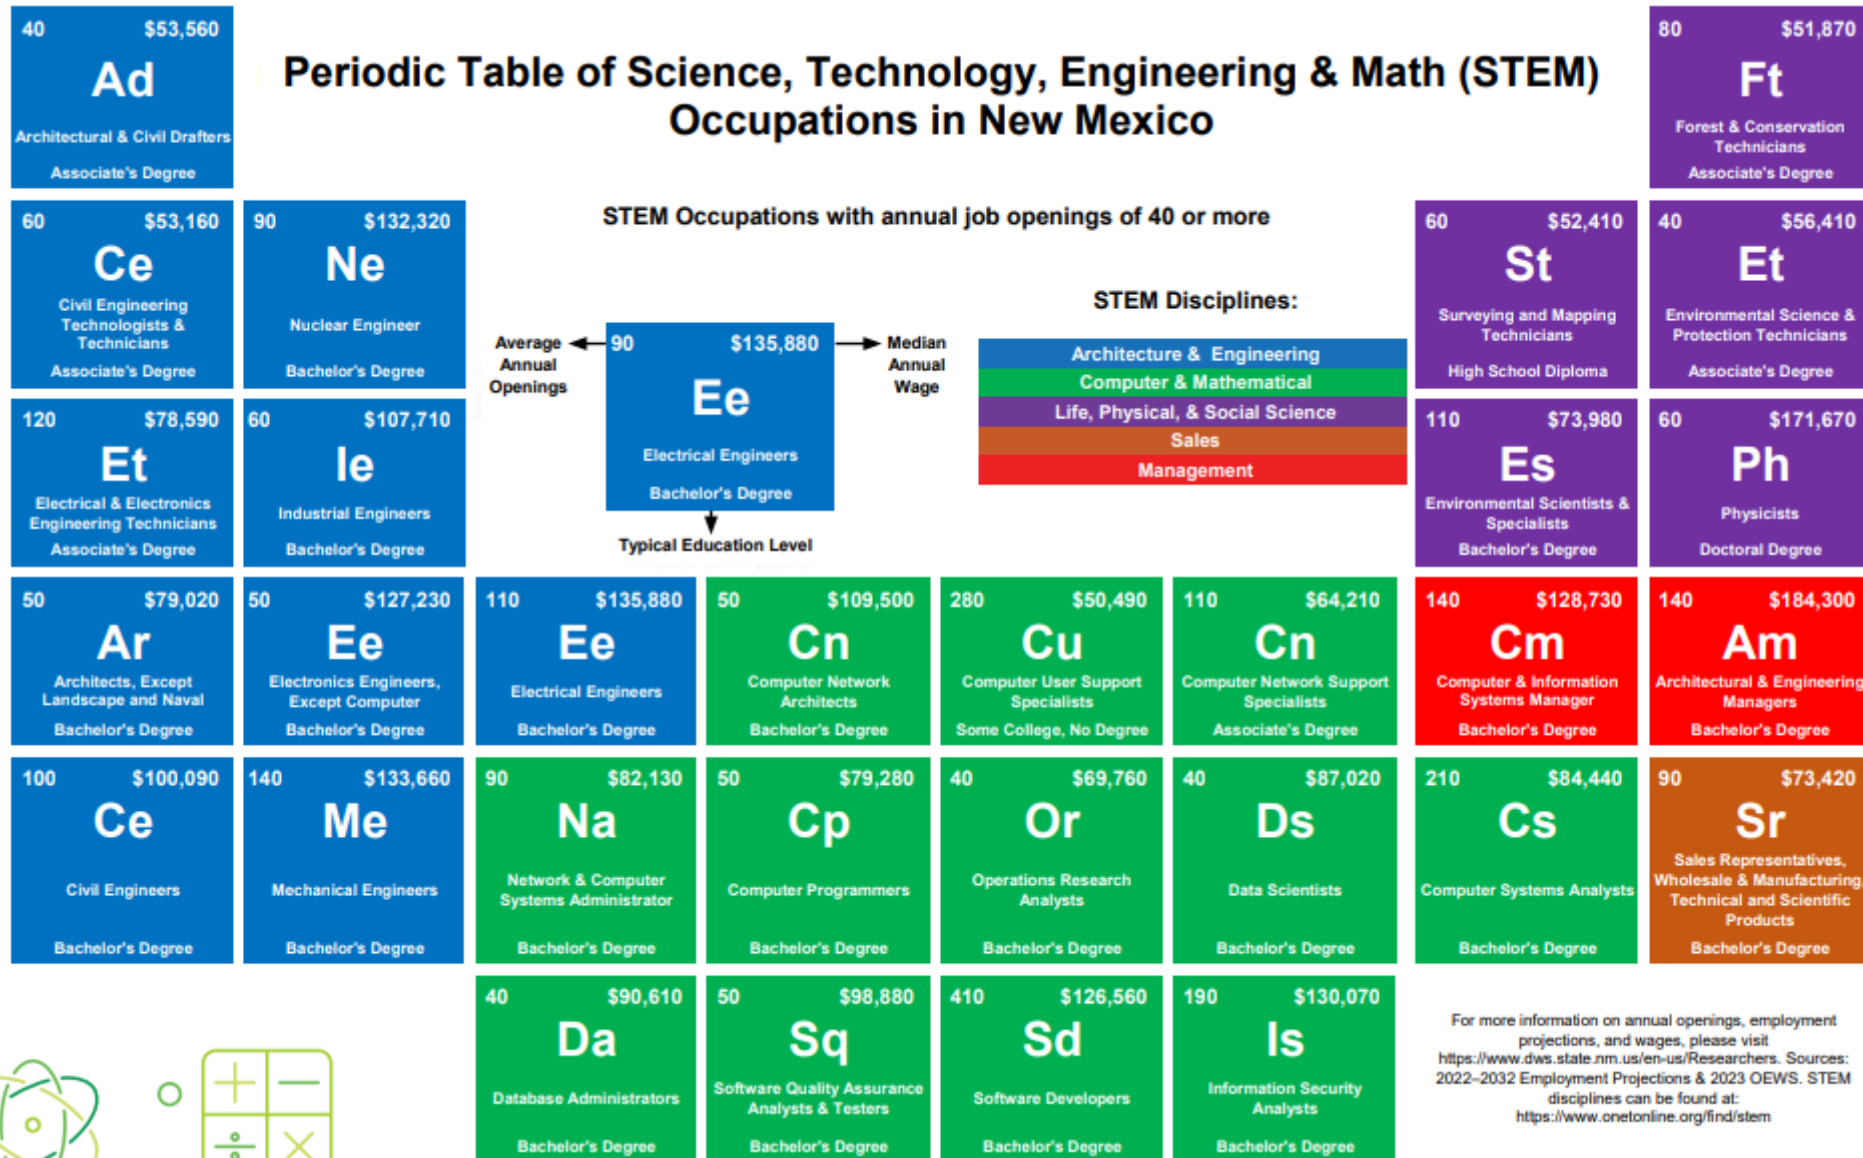 40 $53,560
Ad
Architectural & Civil Drafters
Associate's Degree
Periodic Table of Science, Technology, Engineering & Math (STEM)
Occupations in New Mexico
80 $51,870
Ft
Forest & Conservation
Technicians
Associate's Degree
60 $53,160
Ce
Civil Engineering
Technologists &
Technicians
Associate's Degree
90 $132,320
Ne
Nuclear Engineer
Bachelor's Degree
STEM Occupations with annual job openings of 40 or more
Average
Annual
Openings
90 $135,880
Ee
Electrical Engineers
Bachelor's Degree
Median
Annual
Wage
Typical Education Level
STEM Disciplines:
Architecture & Engineering
Computer & Mathematical
Life, Physical, & Social Science
Sales
Management
60 $52,410
St
Surveying and Mapping
Technicians
High School Diploma
40 $56,410
Et
Environmental Science &
Protection Technicians
Associate's Degree
120 $78,590
Et
Electrical & Electronics
Engineering Technicians
Associate's Degree
60 $107,710
Ie
Industrial Engineers
Bachelor's Degree
110 $73,980
Es
Environmental Scientists &
Specialists
Bachelor's Degree
60 $171,670
Ph
Physicists
Doctoral Degree
50 $79,020
Ar
Architects, Except
Landscape and Naval
Bachelor's Degree
50 $127,230
Ee
Electronics Engineers,
Except Computer
Bachelor's Degree
110 $135,880
Ee
Electrical Engineers
Bachelor's Degree
50 $109,500
Cn
Computer Network
Architects
Bachelor's Degree
280 $50,490
Cu
Computer User Support
Specialists
Some College, No Degree
110 $64,210
Cn
Computer Network Support
Specialists
Associate's Degree
140 $128,730
Cm
Computer & Information
Systems Manager
Bachelor's Degree
140 $184,300
Am
Architectural & Engineering
Managers
Bachelor's Degree
100 $100,090
Ce
Civil Engineers
Bachelor's Degree
140 $133,660
Me
Mechanical Engineers
Bachelor's Degree
90 $82,130
Na
Network & Computer
Systems Administrator
Bachelor's Degree
50 $79,280
Cp
Computer Programmers
Bachelor's Degree
40 $69,760
Or
Operations Research
Analysts
Bachelor's Degree
40 $87,020
Ds
Data Scientists
Bachelor's Degree
210 $84,440
Cs
Computer Systems Analysts
Bachelor's Degree
90 $73,420
Sr
Sales Representatives,
Wholesale & Manufacturing,
Technical and Scientific
Products
Bachelor's Degree
40 $90,610
Da
Database Administrators
Bachelor's Degree
50 $98,880
Sq
Software Quality Assurance
Analysts & Testers
Bachelor's Degree
410 $126,560
Sd
Software Developers
Bachelor's Degree
190 $130,070
Is
Information Security
Analysts
Bachelor's Degree
For more information on annual openings, employment
projections, and wages, please visit
https://www.dws.state.nm.us/en-us/Researchers. Sources:
2022–2032 Employment Projections & 2023 OEWS. STEM
disciplines can be found at:
https://www.onetonline.org/find/stem
+ −
÷ ×